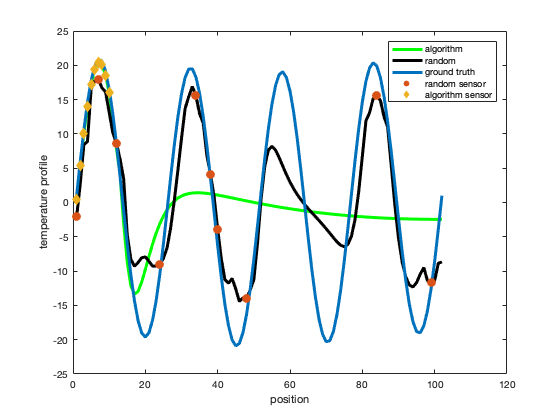 25
20
15
10
5
0
-5
-10
-15
-20
-25
temperature profile
0 20 40 60 80 100 120
position
algorithm
random
ground truth
random sensor
algorithm sensor